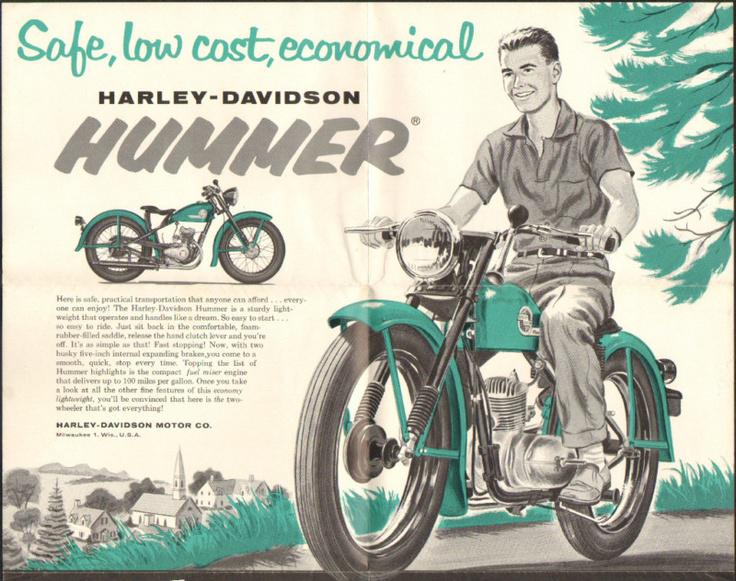 Safe, low cost, economical
HARLEY-DAVIDSON
HUMMER®
Here is safe, practical transportation that anyone can afford . . . every-
one can enjoy! The Harley-Davidson Hummer is a sturdy light-
weight that operates and handles like a dream. So easy to start . . .
so easy to ride. Just sit back in the comfortable, foam-
rubber-filled saddle, release the hand clutch lever and you're
off. It's as simple as that! Fast stopping! Now, with two
husky five-inch internal expanding brakes, you come to a
smooth, quick, stop every time. Topping the list of
Hummer highlights is the compact fuel miser engine
that delivers up to 100 miles per gallon. Once you take
a look at all the other fine features of this economy
lightweight, you'll be convinced that here is the two-
wheeler that's got everything!
HARLEY-DAVIDSON MOTOR CO.
Milwaukee 1, Wis., U.S.A.